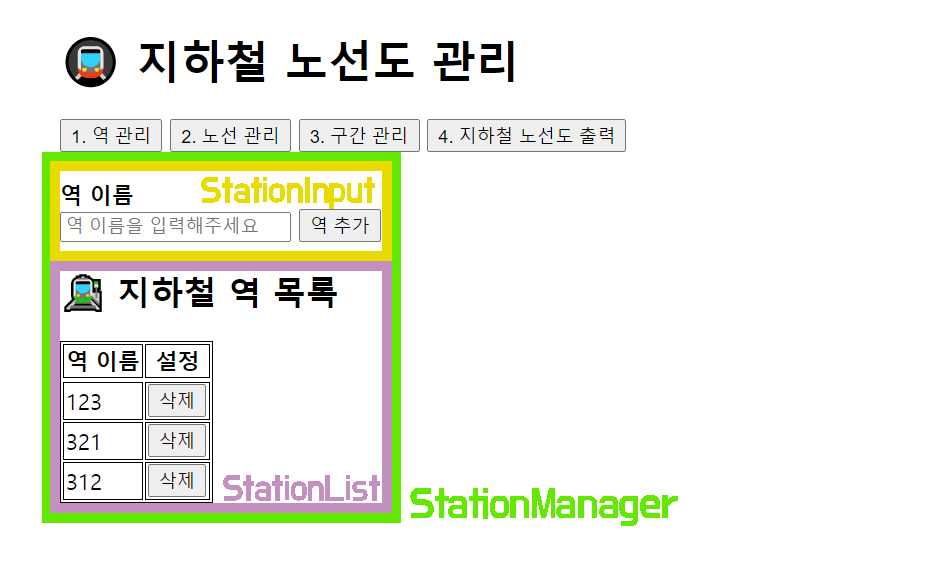 지하철 노선도 관리
1. 역 관리 2. 노선 관리 3. 구간 관리 4. 지하철 노선도 출력
역 이름 StationInput
역 이름을 입력해주세요 역 추가
지하철 역 목록
역 이름 설정
123 삭제
321 삭제
312 삭제
StationList
StationManager